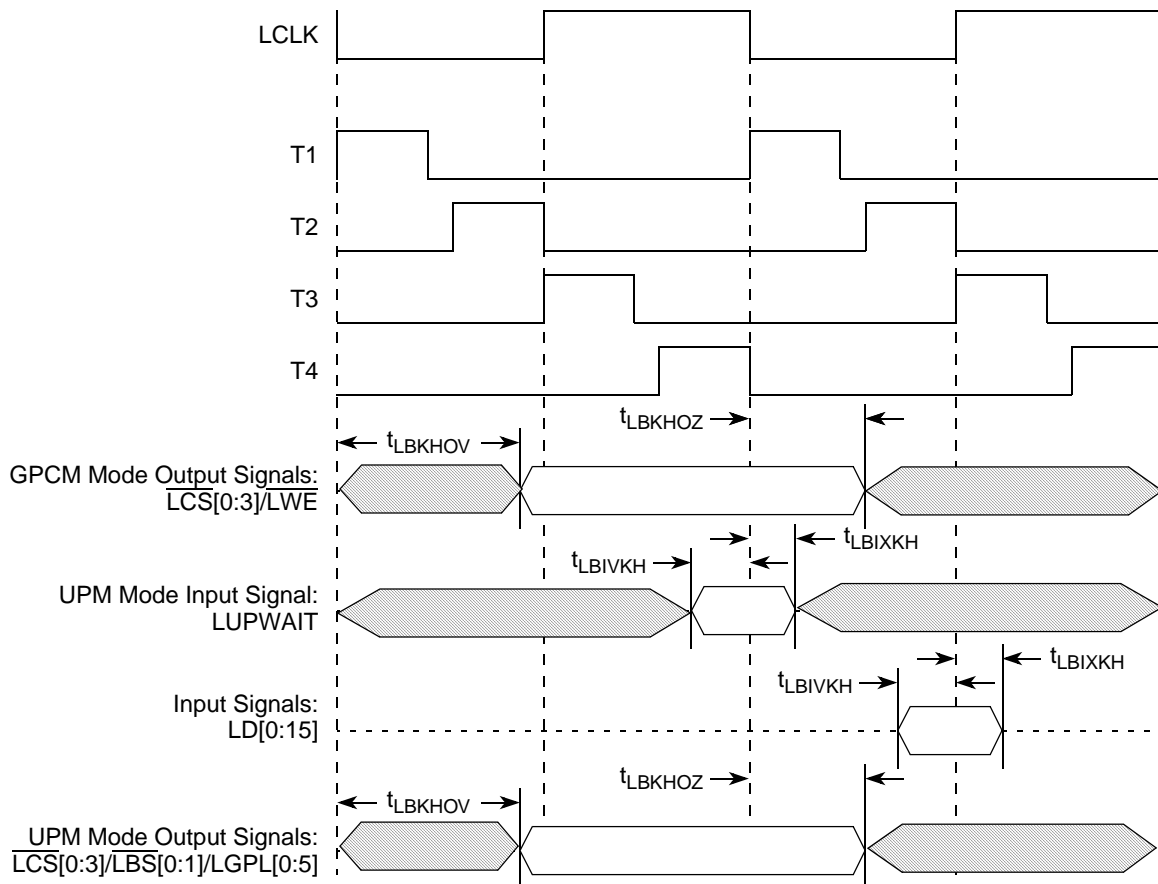 LCLK
T1
T2
T3
T4
tLBKHOZ
tLBKHOV
GPCM Mode Output Signals:
LCS[0:3]/LWE
tLBIXKH
tLBIVKH
UPM Mode Input Signal:
LUPWAIT
tLBIXKH
tLBIVKH
Input Signals:
LD[0:15]
tLBKHOZ
tLBKHOV
UPM Mode Output Signals:
LCS[0:3]/LBS[0:1]/LGPL[0:5]